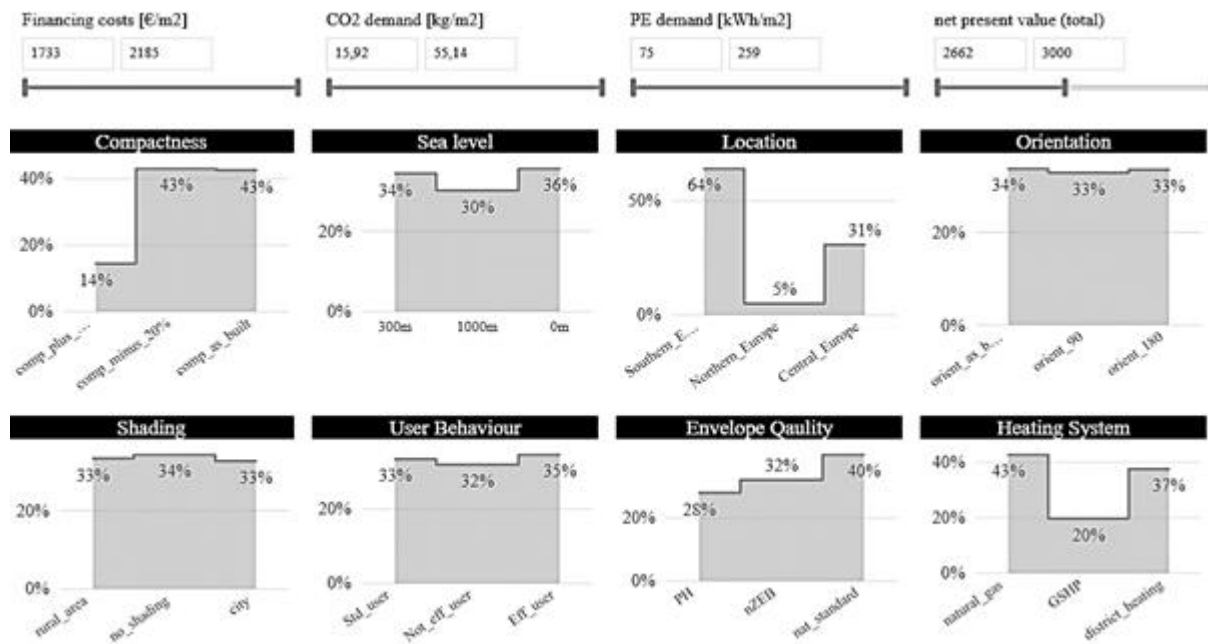 Financing costs [€/m2]
CO2 demand [kg/m2]
PE demand [kWh/m2]
net present value (total)
1733
2185
15,92
55,14
75
259
2662
3000
Compactness
Sea level
Location
Orientation
40%
20%
0%
14%
43%
43%
comp_plus_...
comp_minus_20%
comp_as_built
20%
0%
34%
30%
36%
300m
1000m
0m
50%
0%
64%
5%
31%
Southern_E...
Northern_Europe
Central_Europe
20%
0%
34%
33%
33%
orient_as_b...
orient_90
orient_180
Shading
User Behaviour
Envelope Qaulity
Heating System
20%
0%
33%
34%
33%
rural_area
no_shading
city
20%
0%
33%
32%
35%
Std_user
Not_eff_user
Eff_user
20%
0%
28%
32%
40%
PH
nZEB
nat_standard
40%
20%
0%
43%
20%
37%
natural_gas
GSHP
district_heating